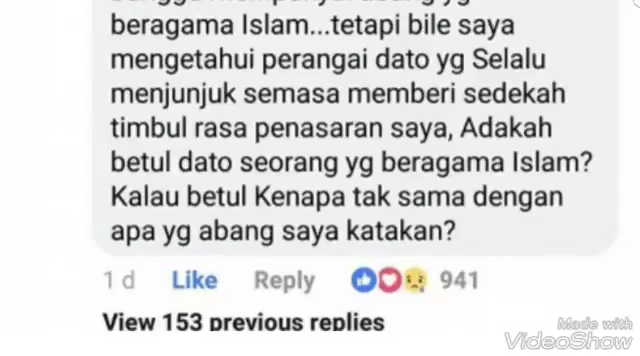 beragama Islam...tetapi bile saya
mengetahui perangai dato yg Selalu
menjunjuk semasa memberi sedekah
timbul rasa penasaran saya, Adakah
betul dato seorang yg beragama Islam?
Kalau betul Kenapa tak sama dengan
apa yg abang saya katakan?
1 d Like Reply 941
View 153 previous replies
Made with
VideoShow